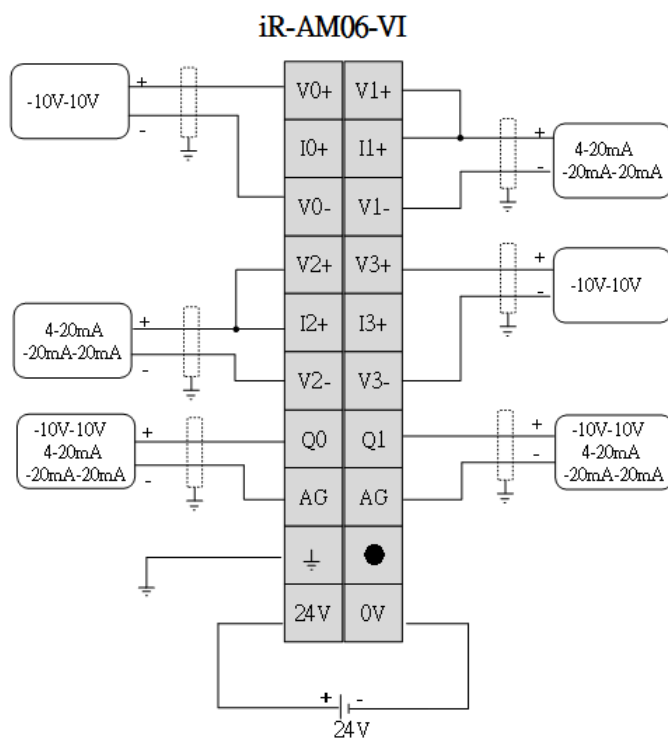 iR-AM06-VI
-10V-10V
+
-
V0+ V1+
I0+ I1+
V0- V1-
+
-
4-20mA
-20mA-20mA
V2+ V3+
+
-
-10V-10V
4-20mA
-20mA-20mA
+
-
I2+ I3+
V2- V3-
-10V-10V
4-20mA
-20mA-20mA
+
-
Q0 Q1
+
-
-10V-10V
4-20mA
-20mA-20mA
AG AG
24V 0V
+ -
24V